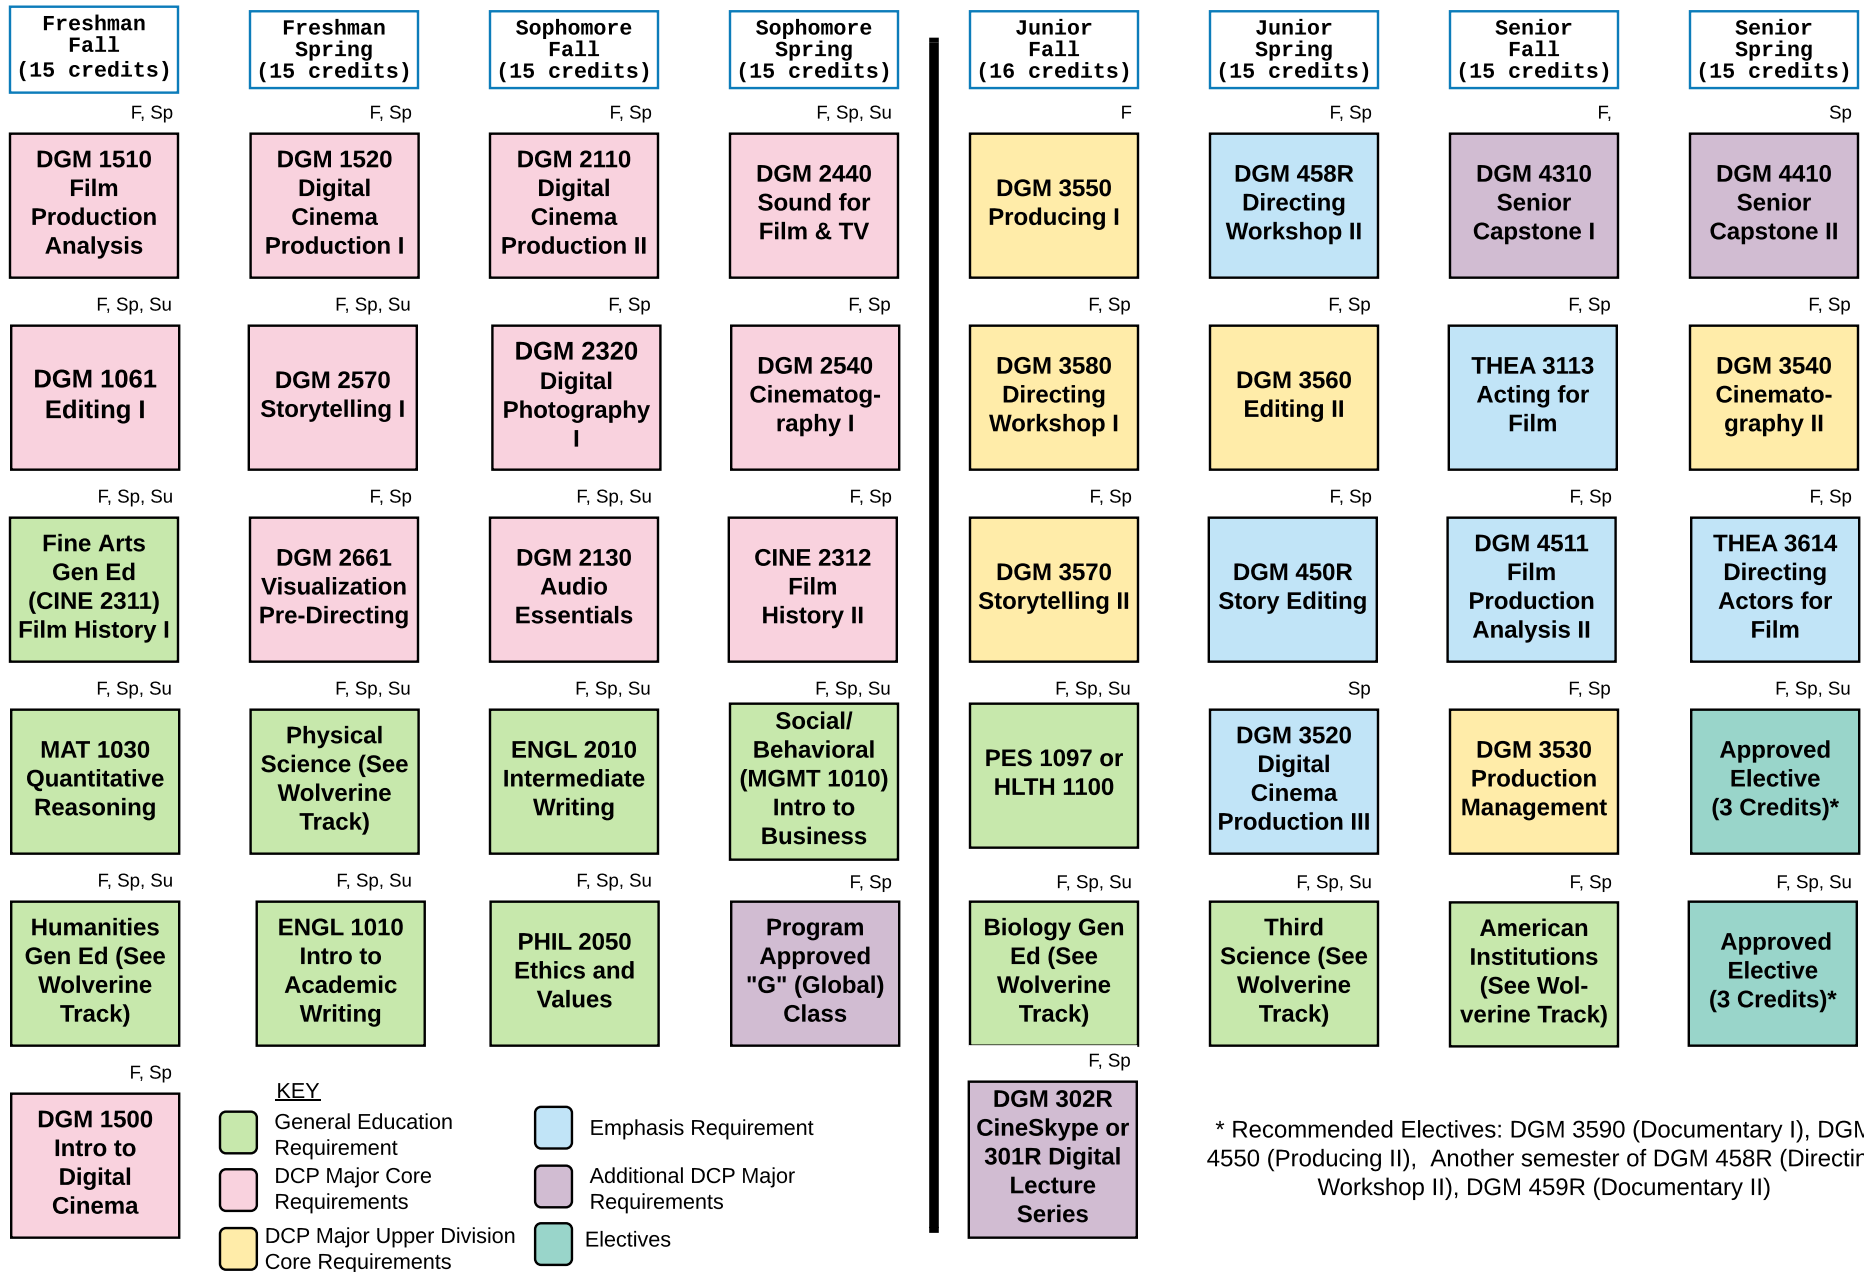 Freshman
Fall
(15 credits)
Freshman
Spring
(15 credits)
Sophomore
Fall
(15 credits)
Sophomore
Spring
(15 credits)
Junior
Fall
(16 credits)
Junior
Spring
(15 credits)
Senior
Fall
(15 credits)
Senior
Spring
(15 credits)
F, Sp
F, Sp
F, Sp
F, Sp, Su
F
F, Sp
F,
Sp
DGM 1510
Film
Production
Analysis
DGM 1520
Digital
Cinema
Production I
DGM 2110
Digital
Cinema
Production II
DGM 2440
Sound for
Film & TV
DGM 3550
Producing I
DGM 458R
Directing
Workshop II
DGM 4310
Senior
Capstone I
DGM 4410
Senior
Capstone II
F, Sp, Su
F, Sp, Su
F, Sp
F, Sp
F, Sp
F, Sp
F, Sp
F, Sp
DGM 1061
Editing I
DGM 2570
Storytelling I
DGM 2320
Digital
Photography
I
DGM 2540
Cinematog-
raphy I
DGM 3580
Directing
Workshop I
DGM 3560
Editing II
THEA 3113
Acting for
Film
DGM 3540
Cinemato-
graphy II
F, Sp, Su
F, Sp
F, Sp, Su
F, Sp
F, Sp
F, Sp
F, Sp
F, Sp
Fine Arts
Gen Ed
(CINE 2311)
Film History I
DGM 2661
Visualization
Pre-Directing
DGM 2130
Audio
Essentials
CINE 2312
Film
History II
DGM 3570
Storytelling II
DGM 450R
Story Editing
DGM 4511
Film
Production
Analysis II
THEA 3614
Directing
Actors for
Film
F, Sp, Su
F, Sp, Su
F, Sp, Su
F, Sp, Su
F, Sp, Su
Sp
F, Sp
F, Sp, Su
MAT 1030
Quantitative
Reasoning
Physical
Science (See
Wolverine
Track)
ENGL 2010
Intermediate
Writing
Social/
Behavioral
(MGMT 1010)
Intro to
Business
PES 1097 or
HLTH 1100
DGM 3520
Digital
Cinema
Production III
DGM 3530
Production
Management
Approved
Elective
(3 Credits)*
F, Sp, Su
F, Sp, Su
F, Sp, Su
F, Sp
F, Sp, Su
F, Sp, Su
F, Sp
F, Sp, Su
Humanities
Gen Ed (See
Wolverine
Track)
ENGL 1010
Intro to
Academic
Writing
PHIL 2050
Ethics and
Values
Program
Approved
"G" (Global)
Class
Biology Gen
Ed (See
Wolverine
Track)
Third
Science (See
Wolverine
Track)
American
Institutions
(See Wol-
verine Track)
Approved
Elective
(3 Credits)*
F, Sp
F, Sp
DGM 1500
Intro to
Digital
Cinema
KEY
General Education
Requirement
DCP Major Core
Requirements
DCP Major Upper Division
Core Requirements
Emphasis Requirement
Additional DCP Major
Requirements
Electives
DGM 302R
CineSkype or
301R Digital
Lecture
Series
* Recommended Electives: DGM 3590 (Documentary I), DGM
4550 (Producing II), Another semester of DGM 458R (Directin
Workshop II), DGM 459R (Documentary II)